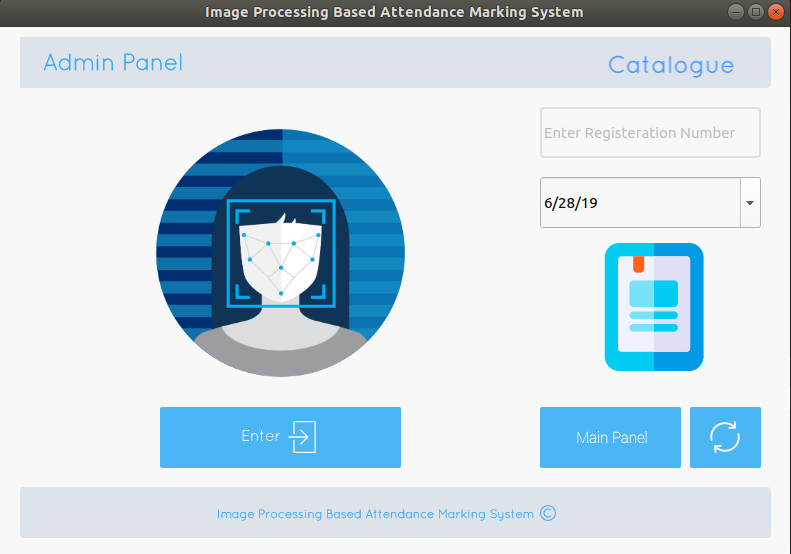 Image Processing Based Attendance Marking System
Admin Panel
Catalogue
Enter Registeration Number
6/28/19
Enter
Main Panel
Image Processing Based Attendance Marking System ©